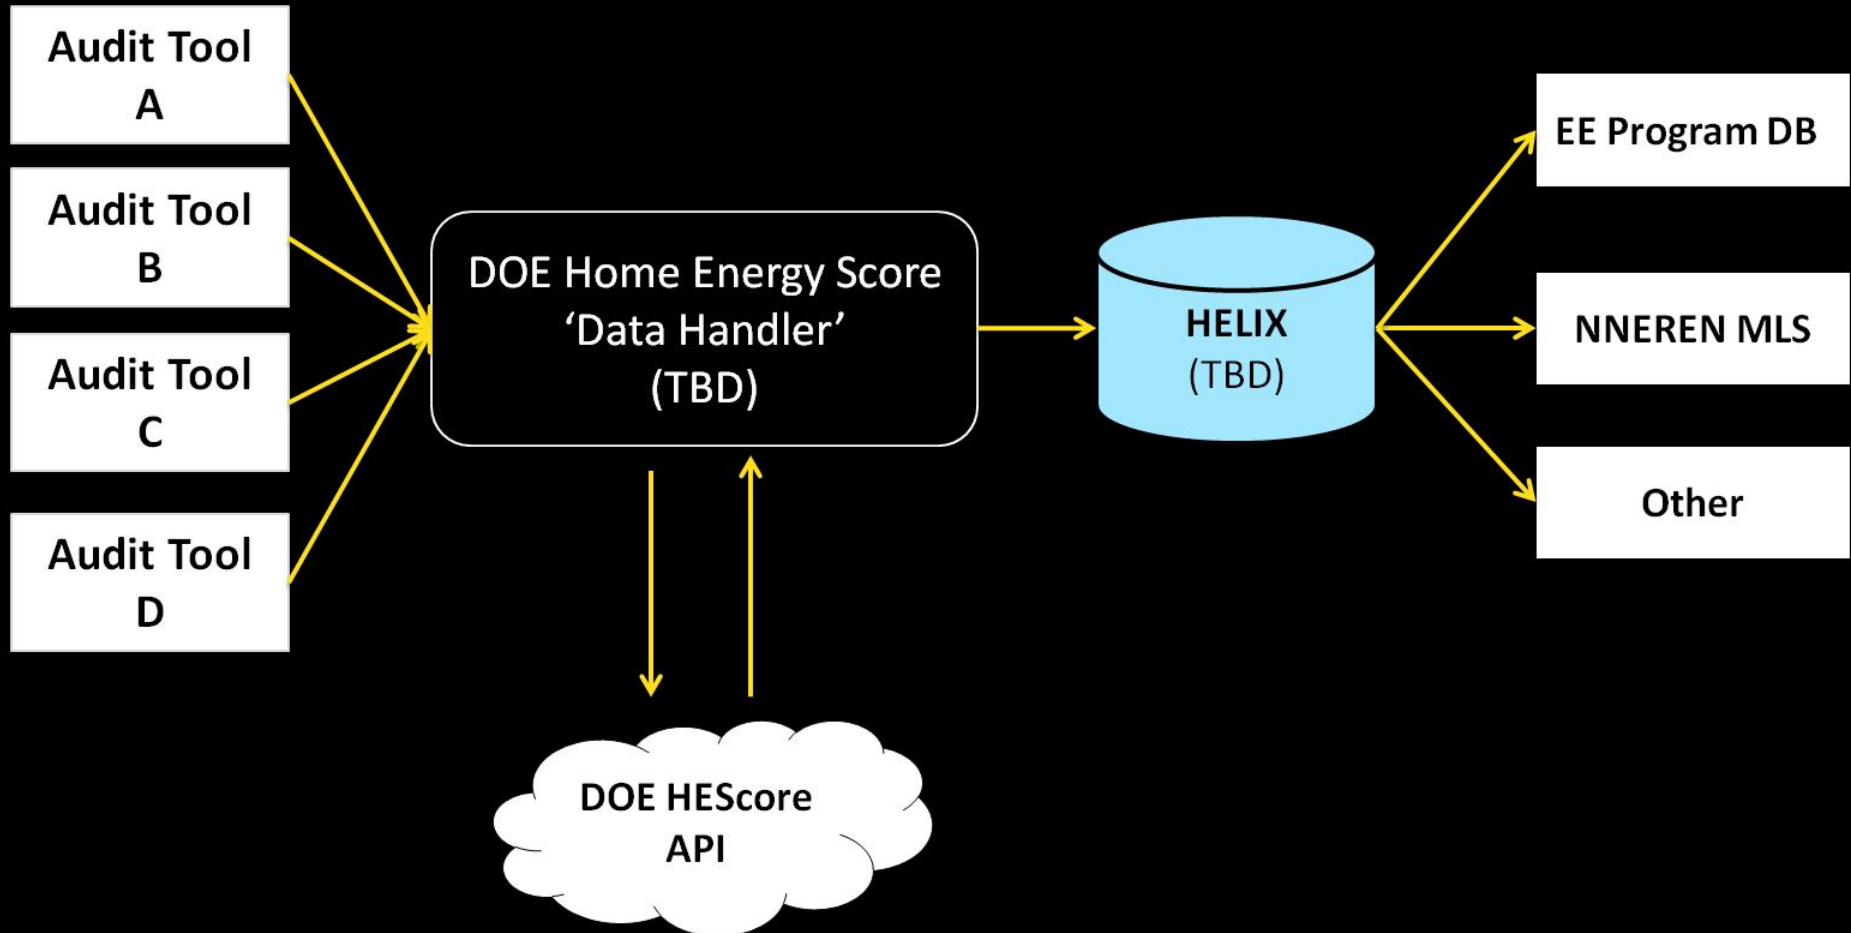 Audit Tool
A
Audit Tool
B
Audit Tool
C
Audit Tool
D
DOE Home Energy Score
‘Data Handler’
(TBD)
DOE HEScore
API
HELIX
(TBD)
EE Program DB
NNEREN MLS
Other